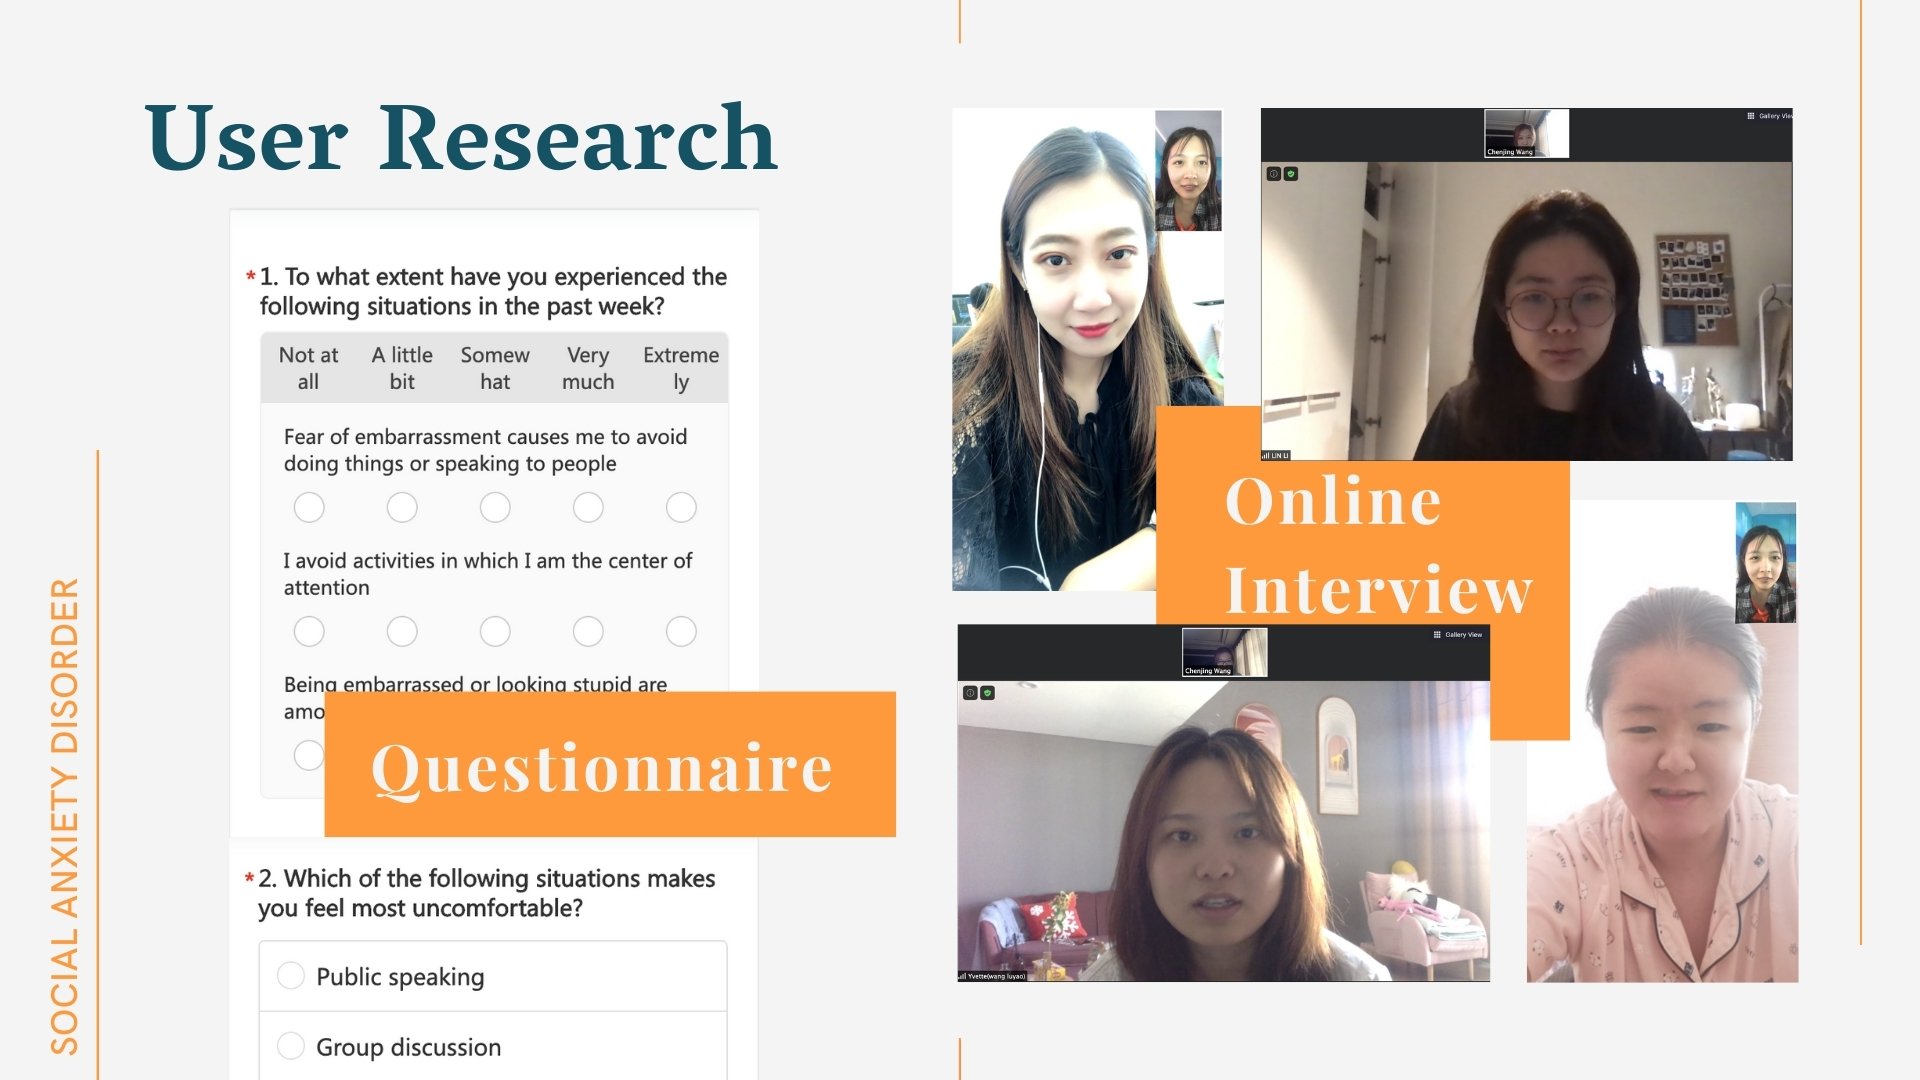 User Research
*1. To what extent have you experienced the
following situations in the past week?
Not at
all
A little
bit
Somew
hat
Very
much
Extreme
ly
Fear of embarrassment causes me to avoid
doing things or speaking to people
I avoid activities in which I am the center of
attention
Being embarrassed or looking stupid are
amo
Questionnaire
*2. Which of the following situations makes
you feel most uncomfortable?
Public speaking
Group discussion
SOCIAL ANXIETY DISORDER
Chenjing Wang
Gallery View
LIN LI
Online
Interview
Chenjing Wang
Gallery View
Yvette(wang luyao)